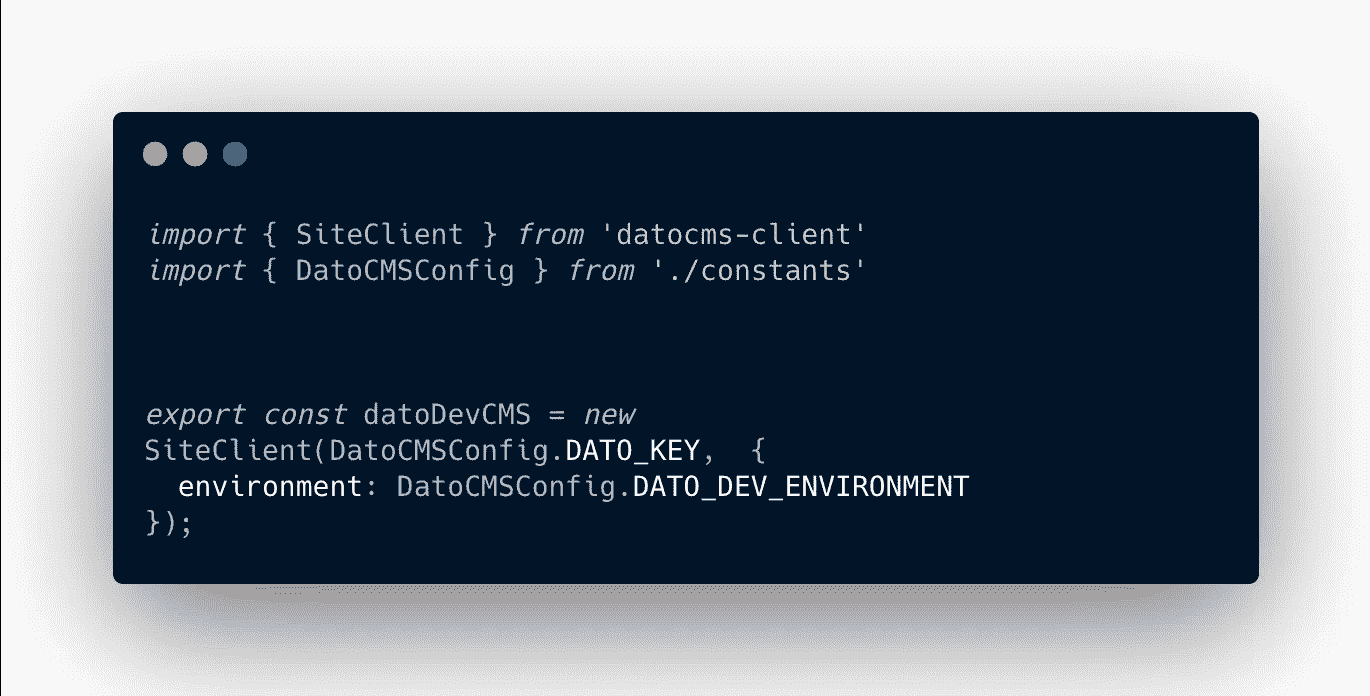 import { SiteClient } from 'datocms-client'
import { DatoCMSConfig } from './constants'
export const datoDevCMS = new
SiteClient(DatoCMSConfig.DATO_KEY,  {
  environment: DatoCMSConfig.DATO_DEV_ENVIRONMENT
});